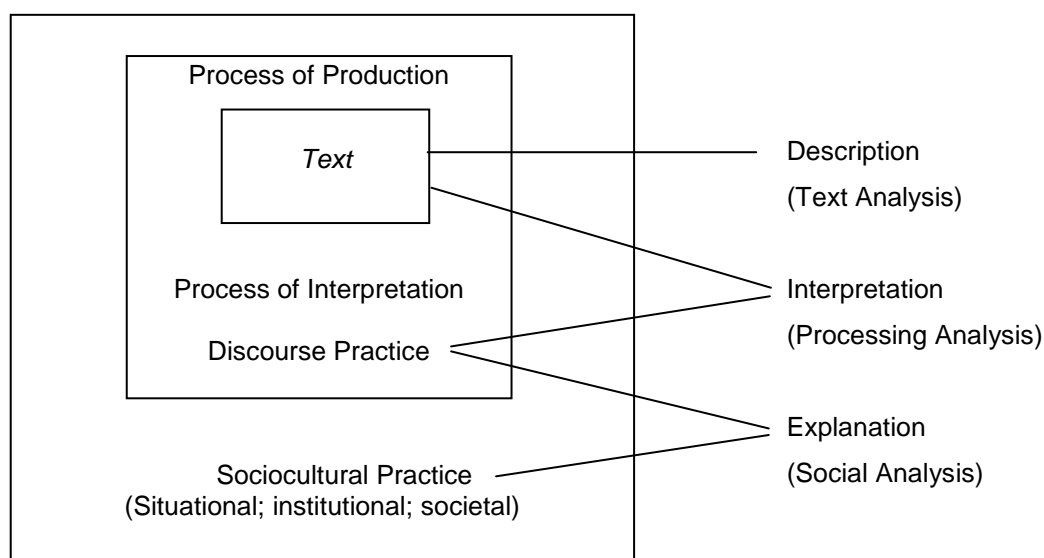 Process of Production
Text
Description
(Text Analysis)
Process of Interpretation
Interpretation
Discourse Practice
(Processing Analysis)
Explanation
Sociocultural Practice
(Social Analysis)
(Situational; institutional; societal)